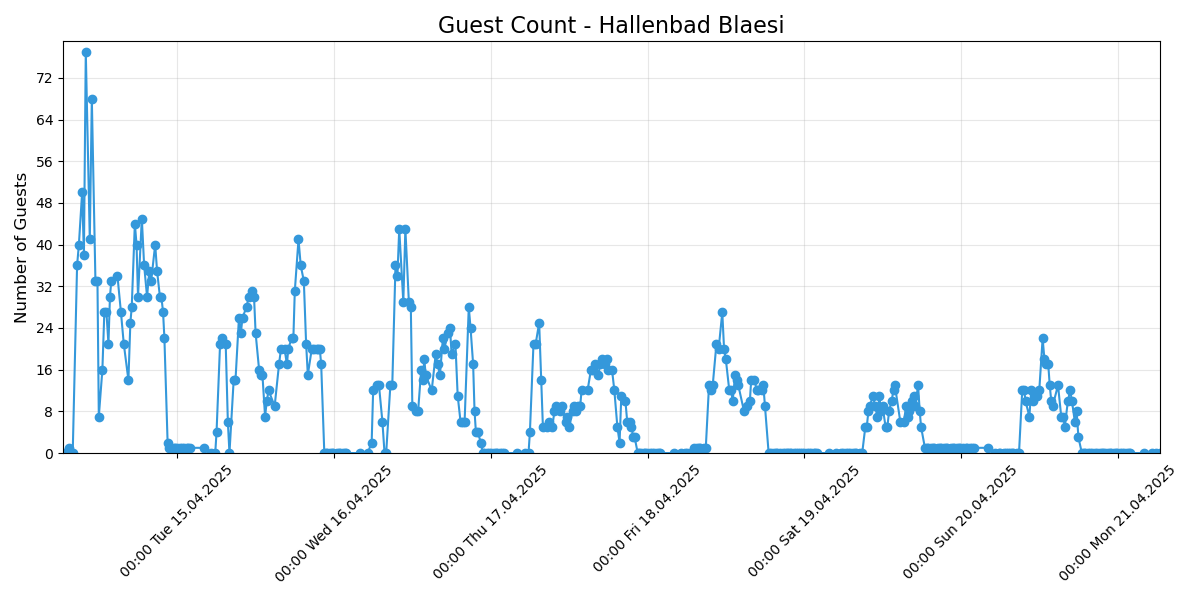 Guest Count - Hallenbad Blaesi
Number of Guests
72
64
56
48
40
32
24
16
8
0
00:00 Tue 15.04.2025
00:00 Wed 16.04.2025
00:00 Thu 17.04.2025
00:00 Fri 18.04.2025
00:00 Sat 19.04.2025
00:00 Sun 20.04.2025
00:00 Mon 21.04.2025